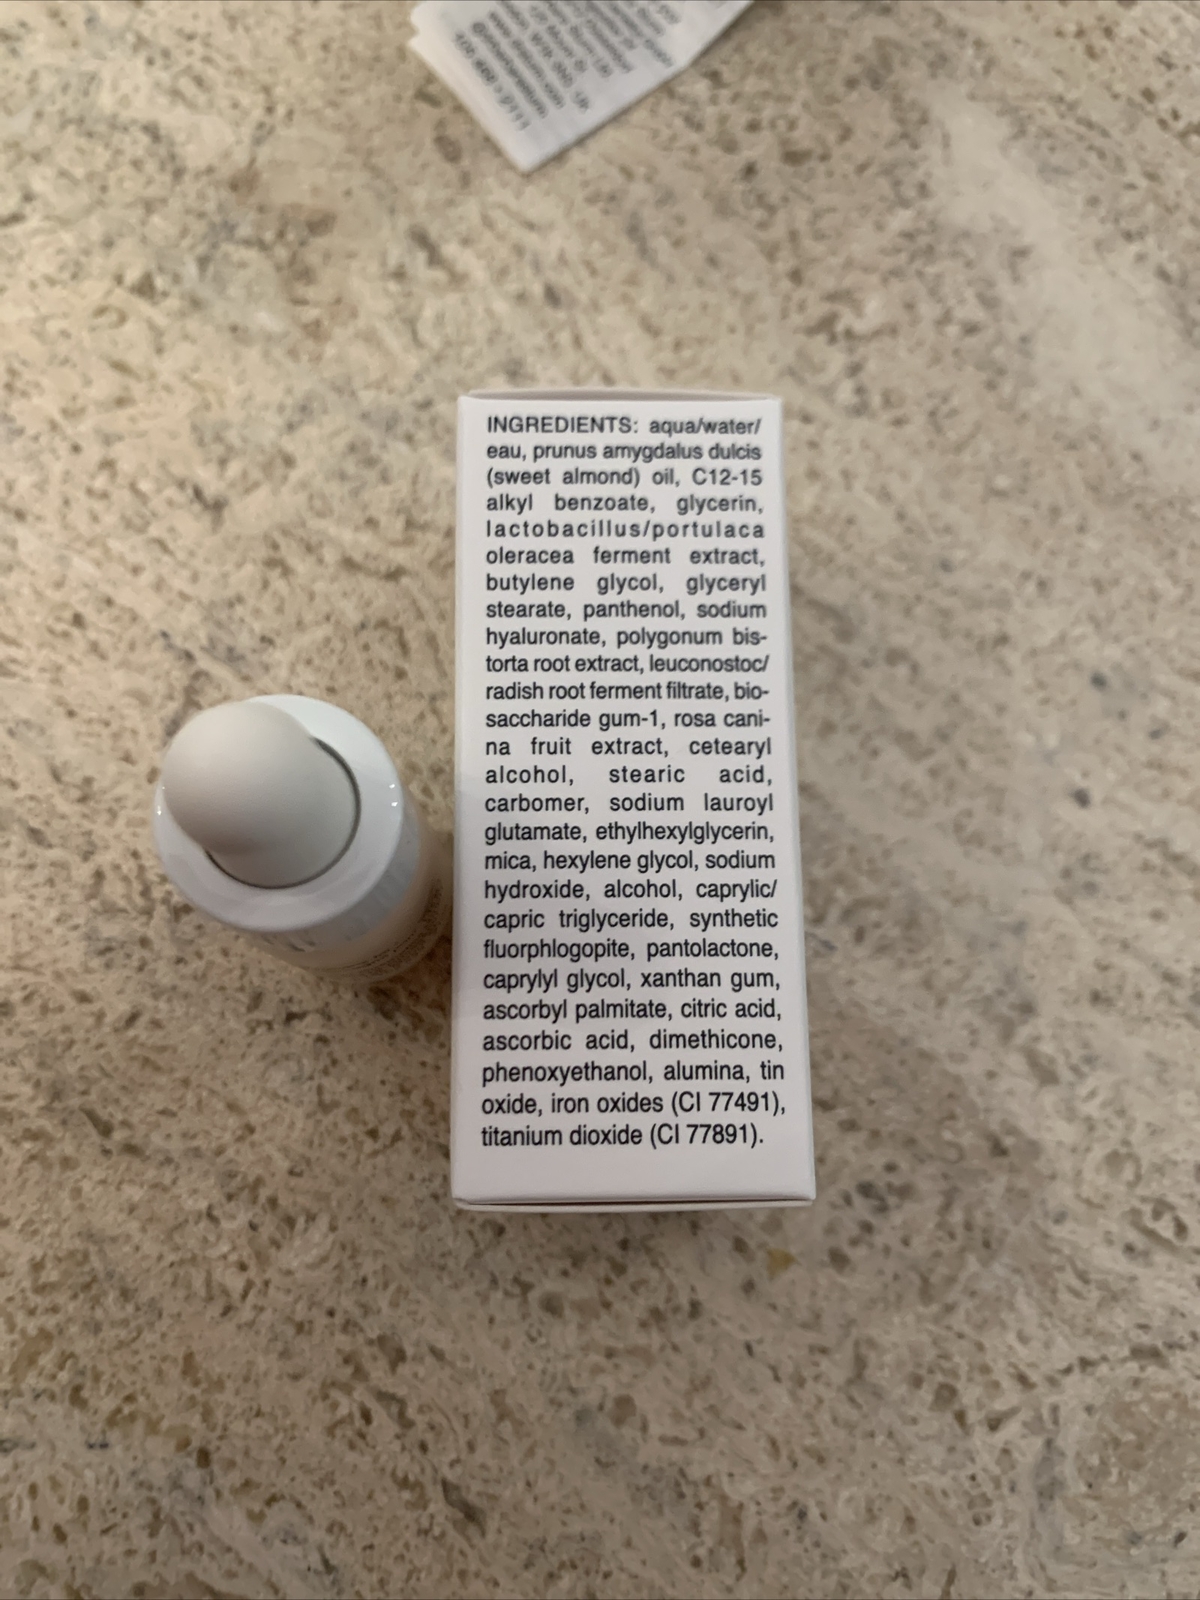 INGREDIENTS: aqua/water/
eau, prunus amygdalus dulcis
(sweet almond) oil, C12-15
alkyl benzoate, glycerin,
lactobacillus/portulaca
oleracea ferment extract,
butylene glycol, glyceryl
stearate, panthenol, sodium
hyaluronate, polygonum bis-
torta root extract, leuconostoc/
radish root ferment filtrate, bio-
saccharide gum-1, rosa cani-
na fruit extract, cetearyl
alcohol, stearic acid,
carbomer, sodium lauroyl
glutamate, ethylhexylglycerin,
mica, hexylene glycol, sodium
hydroxide, alcohol, caprylic/
capric triglyceride, synthetic
fluorphlogopite, pantolactone,
caprylyl glycol, xanthan gum,
ascorbyl palmitate, citric acid,
ascorbic acid, dimethicone,
phenoxyethanol, alumina, tin
oxide, iron oxides (CI 77491),
titanium dioxide (CI 77891).